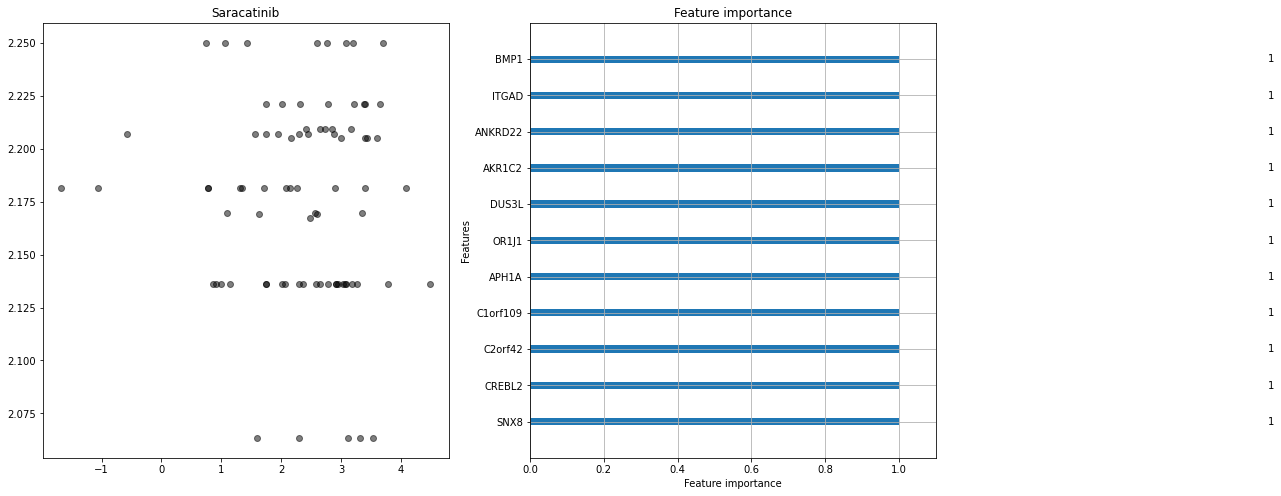 Saracatinib
2.250
2.225
2.200
2.175
2.150
2.125
2.100
2.075
−1
0
1
2
3
4
Feature importance
Features
BMP1
1
ITGAD
1
ANKRD22
1
AKR1C2
1
DUS3L
1
OR1J1
1
APH1A
1
C1orf109
1
C2orf42
1
CREBL2
1
SNX8
1
0.0
0.2
0.4
0.6
0.8
1.0
Feature importance